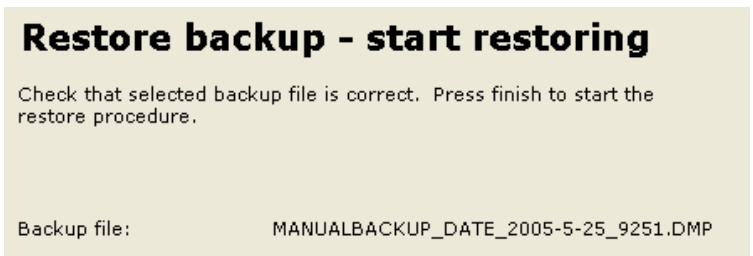 Restore backup - start restoring
Check that selected backup file is correct. Press finish to start the
restore procedure.
Backup file: MANUALBACKUP_DATE_2005-5-25_9251.DMP